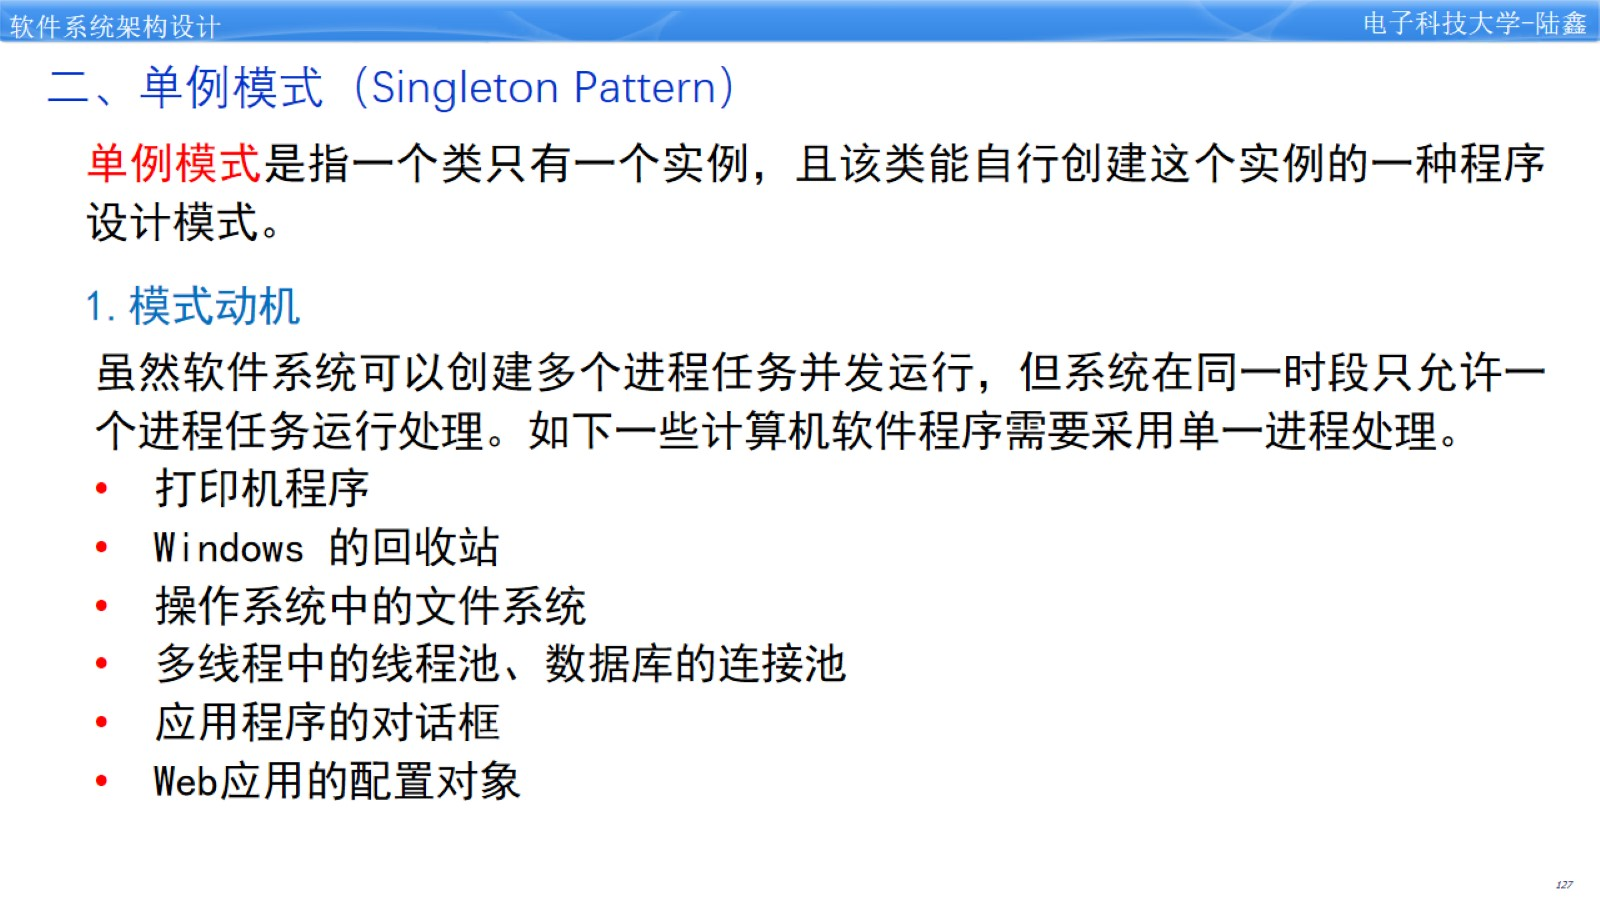 软件系统架构设计
电子科技大学-陆鑫
二、单例模式（Singleton Pattern）
单例模式是指一个类只有一个实例，且该类能自行创建这个实例的一种程序
设计模式。
1.模式动机
虽然软件系统可以创建多个进程任务并发运行，但系统在同一时段只允许一
个进程任务运行处理。如下一些计算机软件程序需要采用单一进程处理。
• 打印机程序
• Windows 的回收站
• 操作系统中的文件系统
• 多线程中的线程池、数据库的连接池
• 应用程序的对话框
• Web应用的配置对象
127